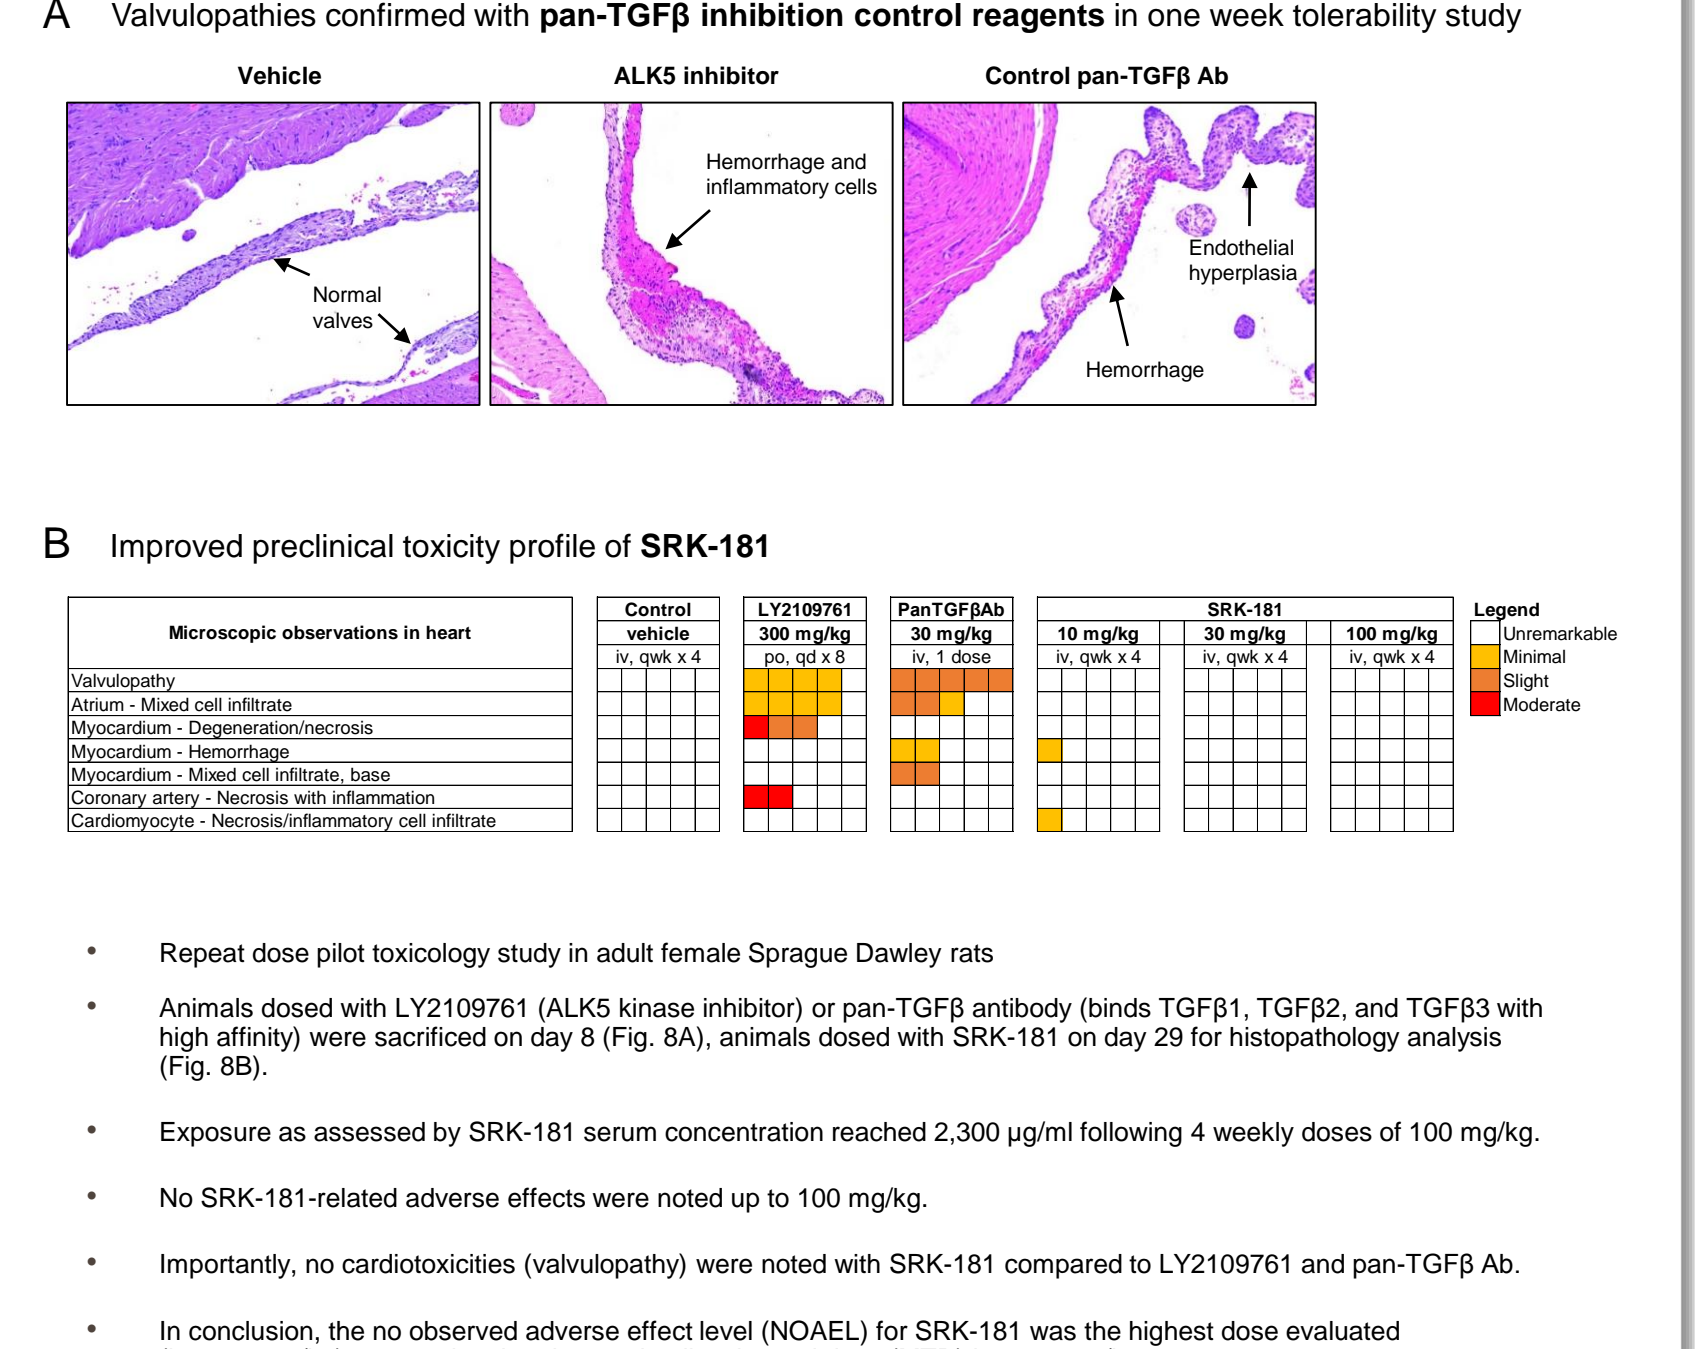 A Valvulopathies confirmed with pan-TGFβ inhibition control reagents in one week tolerability study
Vehicle ALK5 inhibitor Control pan-TGFβ Ab
Normal
valves
Hemorrhage and
inflammatory cells
Endothelial
hyperplasia
Hemorrhage
B Improved preclinical toxicity profile of SRK-181
Microscopic observations in heart
Control LY2109761 PanTGFβAb SRK-181
vehicle 300 mg/kg 30 mg/kg 10 mg/kg 30 mg/kg 100 mg/kg
iv, qwk x 4 po, qd x 8 iv, 1 dose iv, qwk x 4 iv, qwk x 4 iv, qwk x 4
Valvulopathy
Atrium - Mixed cell infiltrate
Myocardium - Degeneration/necrosis
Myocardium - Hemorrhage
Myocardium - Mixed cell infiltrate, base
Coronary artery - Necrosis with inflammation
Cardiomyocyte - Necrosis/inflammatory cell infiltrate
Legend
Unremarkable
Minimal
Slight
Moderate
• Repeat dose pilot toxicology study in adult female Sprague Dawley rats
• Animals dosed with LY2109761 (ALK5 kinase inhibitor) or pan-TGFβ antibody (binds TGFβ1, TGFβ2, and TGFβ3 with
high affinity) were sacrificed on day 8 (Fig. 8A), animals dosed with SRK-181 on day 29 for histopathology analysis
(Fig. 8B).
• Exposure as assessed by SRK-181 serum concentration reached 2,300 µg/ml following 4 weekly doses of 100 mg/kg.
• No SRK-181-related adverse effects were noted up to 100 mg/kg.
• Importantly, no cardiotoxicities (valvulopathy) were noted with SRK-181 compared to LY2109761 and pan-TGFβ Ab.
• In conclusion, the no observed adverse effect level (NOAEL) for SRK-181 was the highest dose evaluated